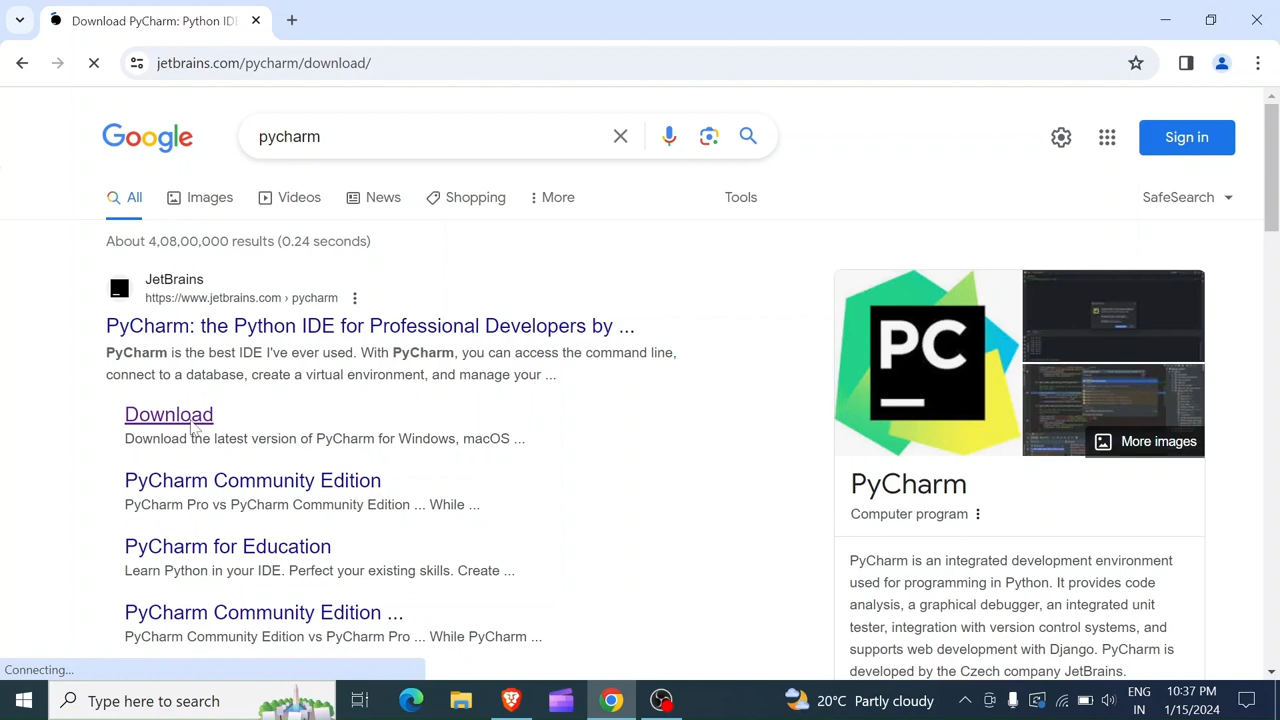 Download PyCharm: Python ID
jetbrains.com/pycharm/download/
Google
pycharm
Sign in
All
Images
Videos
News
Shopping
More
Tools
SafeSearch
About 4,08,00,000 results (0.24 seconds)
JetBrains
https://www.jetbrains.com › pycharm
PyCharm: the Python IDE for Professional Developers by ...
PyCharm is the best IDE I've ever used. With PyCharm, you can access the command line,
connect to a database, create a virtual environment, and manage your ...
Download
Download the latest version of PyCharm for Windows, macOS ...
PyCharm Community Edition
PyCharm Pro vs PyCharm Community Edition ... While ...
PyCharm for Education
Learn Python in your IDE. Perfect your existing skills. Create ...
PyCharm Community Edition ...
PyCharm Community Edition vs PyCharm Pro ... While PyCharm ...
PC
More images
PyCharm
Computer program
PyCharm is an integrated development environment
used for programming in Python. It provides code
analysis, a graphical debugger, an integrated unit
tester, integration with version control systems, and
supports web development with Django. PyCharm is
developed by the Czech company JetBrains.
Connecting...
Type here to search
20°C Partly cloudy
ENG
IN
10:37 PM
1/15/2024